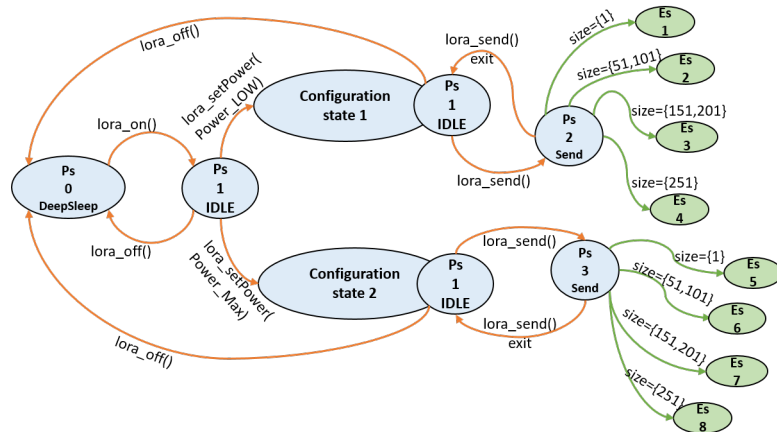 lora_off()
lora_on()
Ps
0
DeepSleep
lora_off()
Ps
1
IDLE
lora_setPower(
Power_LOW)
Configuration
state 1
Ps
1
IDLE
lora_send()
exit
lora_send()
Ps
2
Send
size={1}
Es
1
size={51,101}
Es
2
size={151,201}
Es
3
size={251}
Es
4
lora_setPower(
Power_Max)
Configuration
state 2
Ps
1
IDLE
lora_send()
lora_send()
exit
lora_off()
Ps
3
Send
size={1}
Es
5
size={51,101}
Es
6
size={151,201}
Es
7
size={251}
Es
8